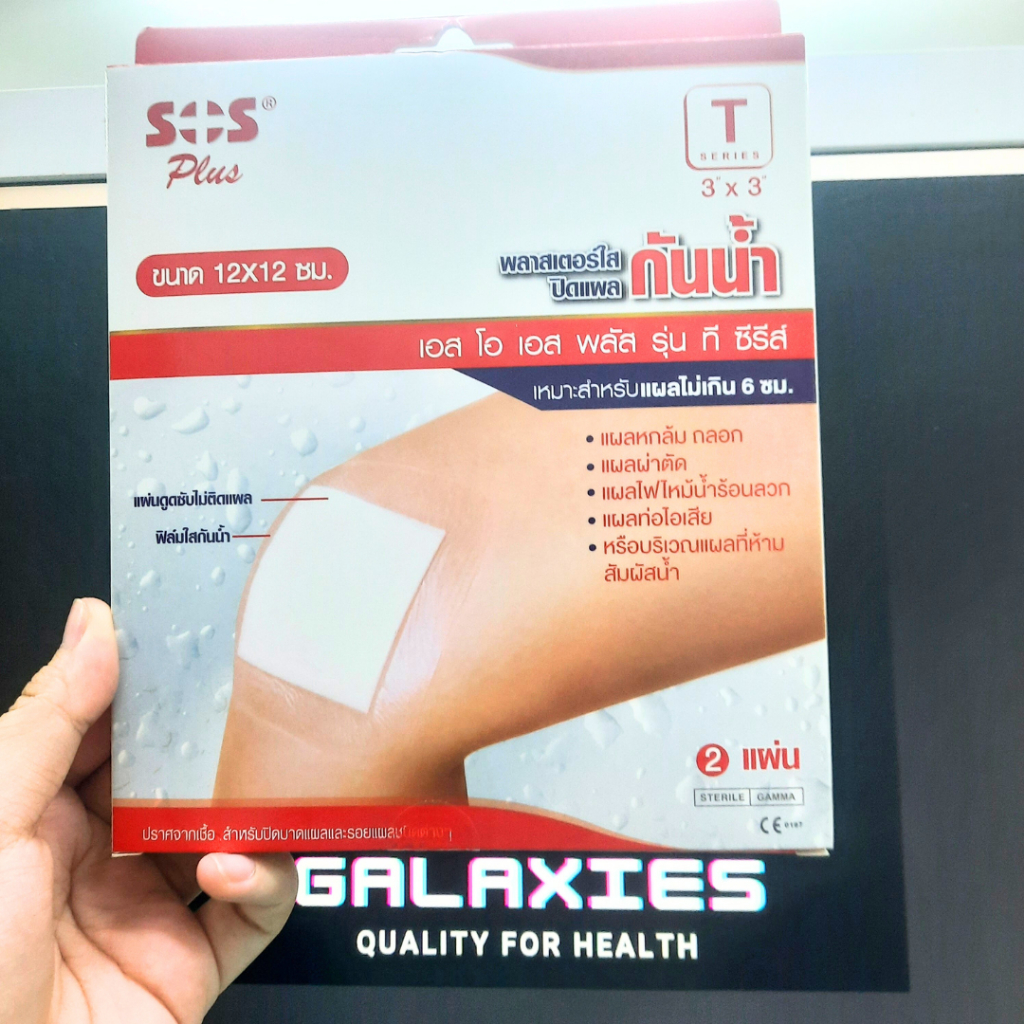 SOS®
Plus
T
SERIES
3" x 3"
ขนาด 12X12 ซม.
พลาสเตอร์ใส
ปิดแผล
กันน้ำ
เอส โอ เอส พลัส รุ่น ที ซีรีส์
เหมาะสำหรับแผลไม่เกิน 6 ซม.
• แผลหกล้ม ถลอก
• แผลผ่าตัด
• แผลไฟไหม้น้ำร้อนลวก
• แผลท่อไอเสีย
• หรือบริเวณแผลที่ห้าม
สัมผัสน้ำ
แผ่นดูดซับไม่ติดแผล
ฟิล์มใสกันน้ำ
2 แผ่น
STERILE GAMMA
CE
ปราศจากเชื้อ สำหรับปิดบาดแผลและรอยแผล
GALAXIES
QUALITY FOR HEALTH